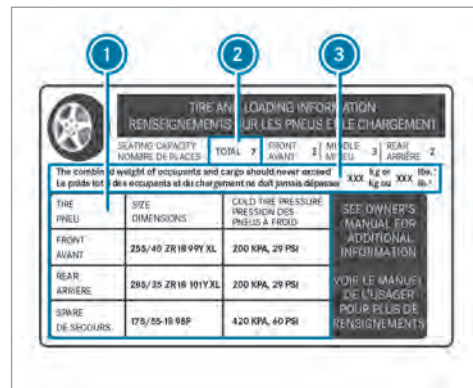 1 2 3
TIRE AND LOADING INFORMATION
RENSEIGNEMENTS SUR LES PNEUS ET LE CHARGEMENT
SEATING CAPACITY
NOMBRE DE PLACES
TOTAL 7
FRONT
AVANT
2
MIDDLE
MILIEU
3
REAR
ARRIÈRE
2
The combined weight of occupants and cargo should never exceed XXX kg or XXX lbs.
Le poids total des occupants et du chargement ne doit jamais dépasser kg ou lb.
TIRE
PNEU
SIZE
DIMENSIONS
COLD TIRE PRESSURE
PRESSION DES
PNEUS À FROID
SEE OWNER'S
MANUAL FOR
ADDITIONAL
INFORMATION
VOIR LE MANUEL
DE L'USAGER
POUR PLUS DE
RENSEIGNEMENTS
FRONT
AVANT
255/40 ZR18 99Y XL
200 KPA, 29 PSI
REAR
ARRIÈRE
285/35 ZR18 101Y XL
200 KPA, 29 PSI
SPARE
DE SECOURS
175/55-18 95P
420 KPA, 60 PSI